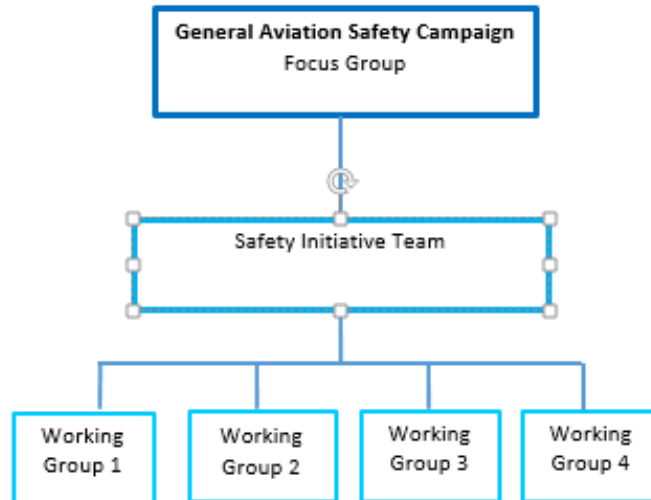 General Aviation Safety Campaign
Focus Group
Safety Initiative Team
Working
Group 1
Working
Group 2
Working
Group 3
Working
Group 4